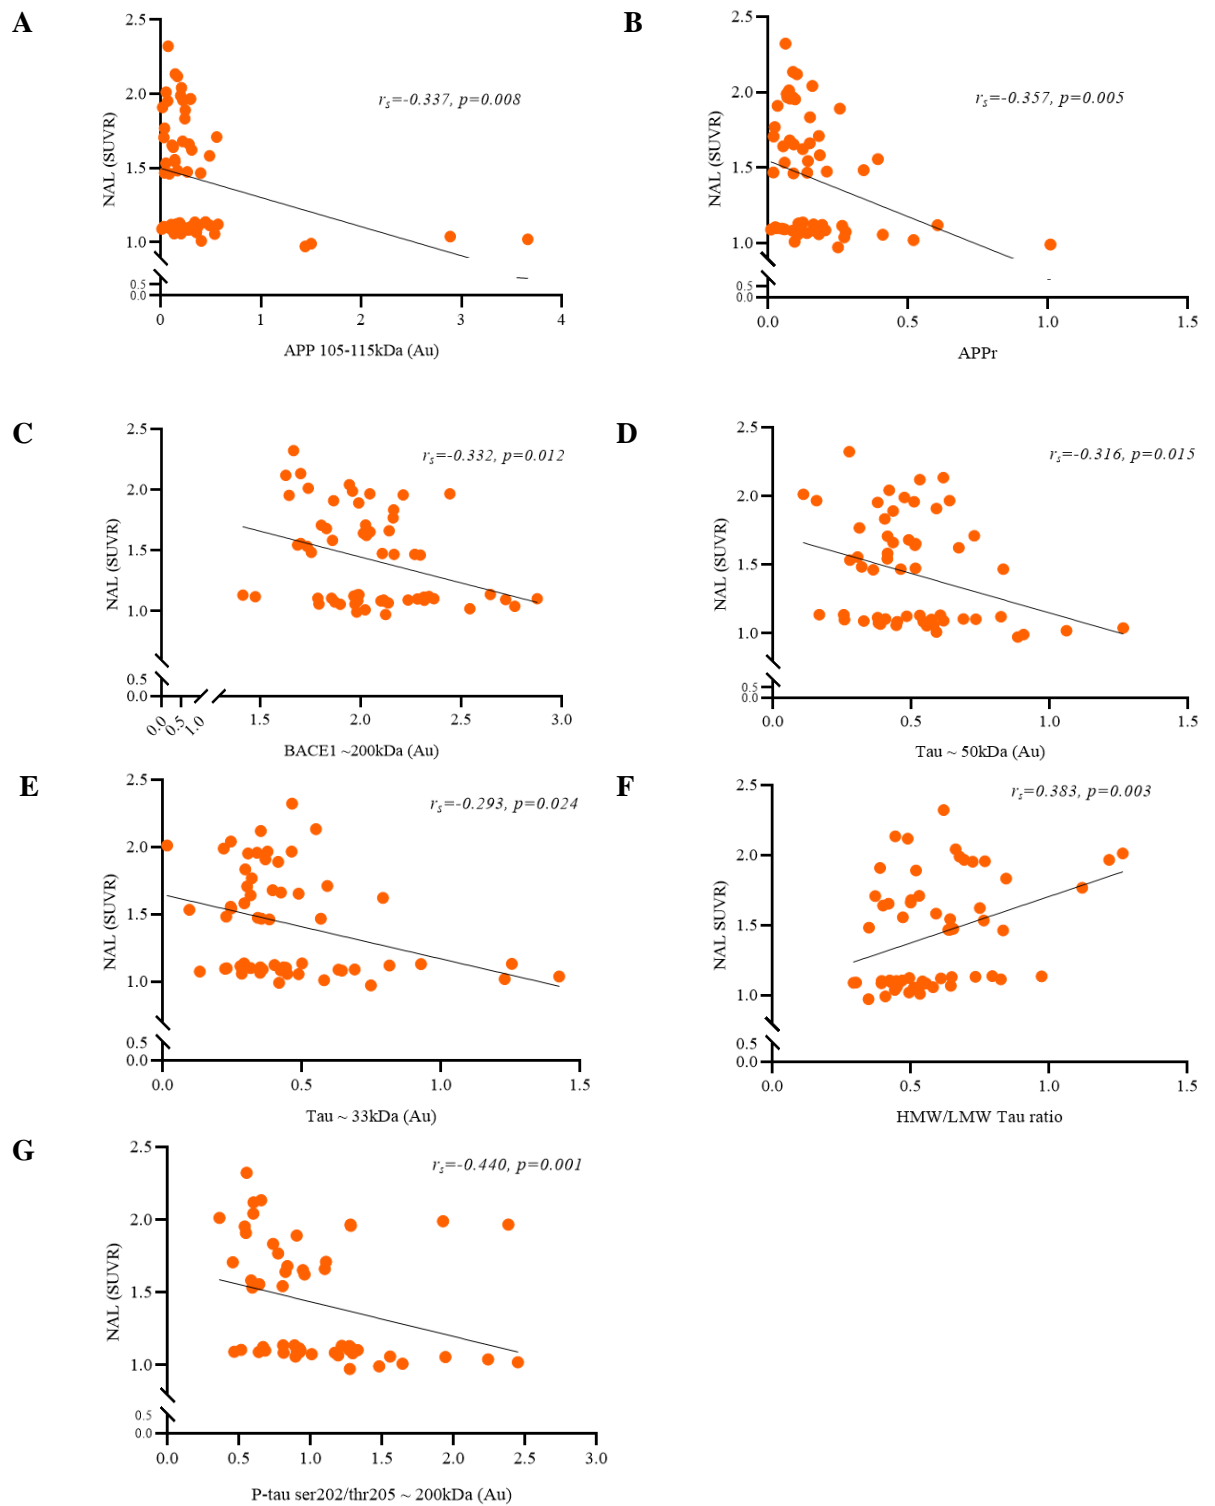 A
2.5
2.0
1.5
1.0
0.5
0.0
NAL (SUVR)
rs=-0.337, p=0.008
0 1 2 3 4
APP 105-115kDa (Au)
B
2.5
2.0
1.5
1.0
0.5
0.0
NAL (SUVR)
rs=-0.357, p=0.005
0.0 0.5 1.0 1.5
APPr
C
2.5
2.0
1.5
1.0
0.5
0.0
NAL (SUVR)
rs=-0.332, p=0.012
0.0 0.5 1.0 1.5 2.0 2.5 3.0
BACE1 ~200kDa (Au)
D
2.5
2.0
1.5
1.0
0.5
0.0
NAL (SUVR)
rs=-0.316, p=0.015
0.0 0.5 1.0 1.5
Tau ~ 50kDa (Au)
E
2.5
2.0
1.5
1.0
0.5
0.0
NAL (SUVR)
rs=-0.293, p=0.024
0.0 0.5 1.0 1.5
Tau ~ 33kDa (Au)
F
2.5
2.0
1.5
1.0
0.5
0.0
NAL SUVR)
rs=0.383, p=0.003
0.0 0.5 1.0 1.5
HMW/LMW Tau ratio
G
2.5
2.0
1.5
1.0
0.5
0.0
NAL (SUVR)
rs=-0.440, p=0.001
0.0 0.5 1.0 1.5 2.0 2.5 3.0
P-tau ser202/thr205 ~ 200kDa (Au)